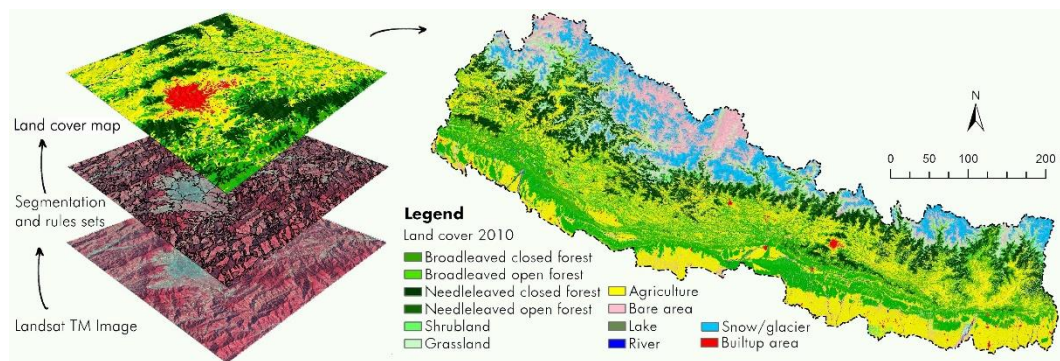 Land cover map
Segmentation
and rules sets
Landsat TM Image
N
0 50 100 200
Legend
Land cover 2010
Broadleaved closed forest
Broadleaved open forest
Needleleaved closed forest
Needleleaved open forest
Shrubland
Grassland
Agriculture
Bare area
Lake
River
Snow/glacier
Builtup area